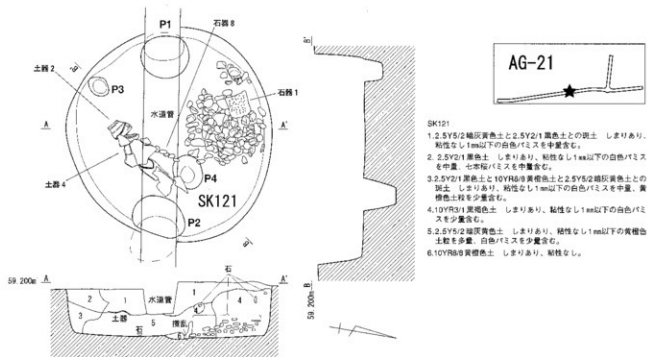 P1
石器8
B'
AG-21
土器2
P3
水道管
石器1
A
A'
土器4
P4
SK121
P2
B
59.200m
A
A'
石
2
1
水道管
1
4
4
3
土器
5
石
攪乱
6
B
59.200m
SK121
1.2.5Y5/2暗灰黄色土と2.5Y2/1黒色土との斑土 しまりあり、
粘性なし1mm以下の白色パミスを中量含む。
2. 2.5Y2/1黒色土 しまりあり、粘性なし1mm以下の白色パミス
を中量、七本桜パミスを中量含む。
3.2.5Y2/1黒色土と10YR8/8黄橙色土と2.5Y5/2暗灰黄色土との
斑土 しまりあり、粘性なし1mm以下の白色パミスを中量、黄
橙色土粒を少量含む。
4.10YR3/1黒褐色土 しまりあり、粘性なし1mm以下の白色パミ
スを少量含む。
5.2.5Y5/2暗灰黄色土 しまりあり、粘性なし1mm以下の黄橙色
土粒を多量、白色パミスを少量含む。
6.10YR8/8黄橙色土 しまりあり、粘性なし。